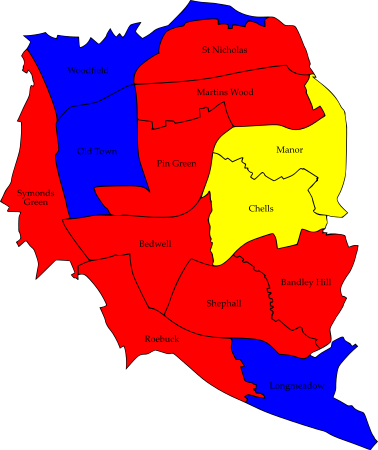 St Nicholas
Woodfield
Martins Wood
Old Town
Manor
Pin Green
Symonds
Green
Chells
Bedwell
Bandley Hill
Shephall
Roebuck
Longmeadow